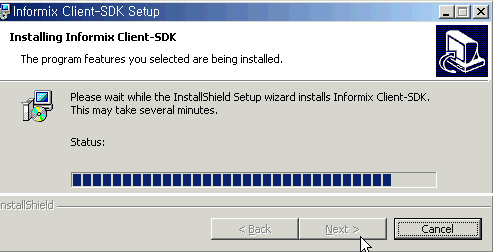 Informix Client-SDK Setup
Installing Informix Client-SDK
The program features you selected are being installed.
Please wait while the InstallShield Setup wizard installs Informix Client-SDK.
This may take several minutes.
Status:
nstallShield
< Back
Next >
Cancel